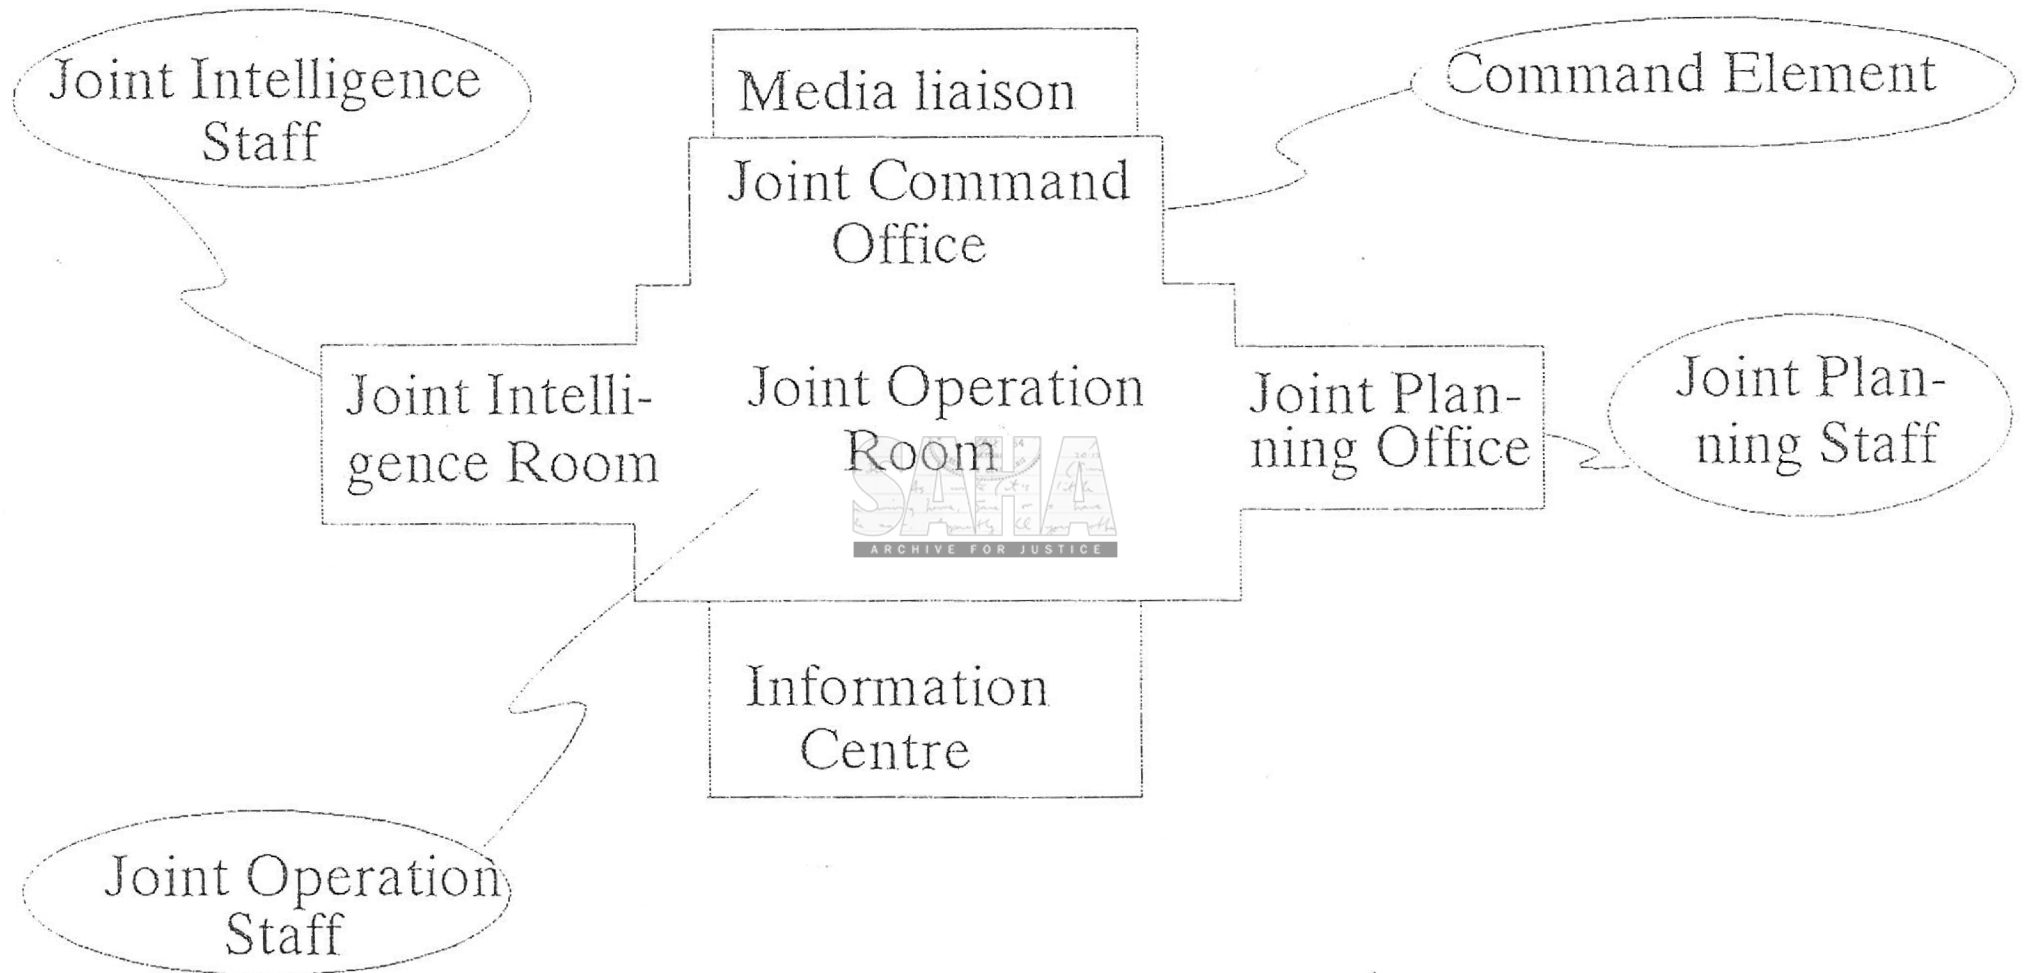 Joint Intelligence
Staff
Media liaison
Command Element
Joint Command
Office
Joint Intelli-
gence Room
Joint Operation
Room
Joint Plan-
ning Office
Joint Plan-
ning Staff
SAHA
ARCHIVE FOR JUSTICE
Information
Centre
Joint Operation
Staff